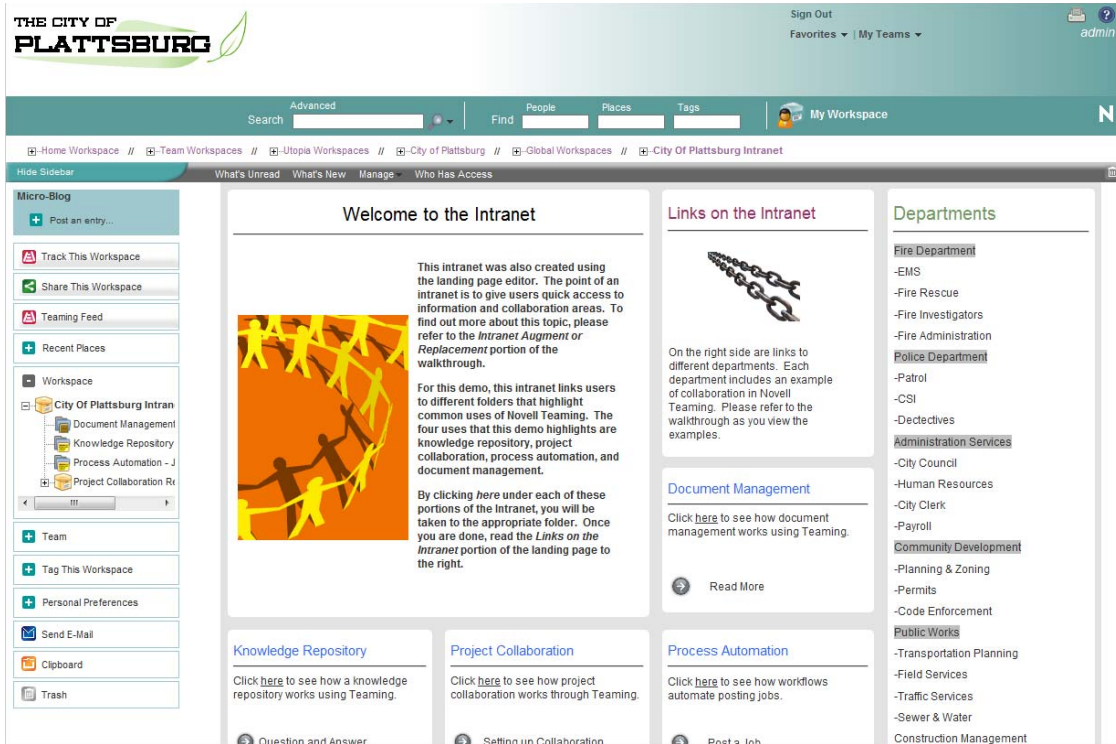 THE CITY OF
PLATTSBURG
Sign Out
Favorites | My Teams
admin
Advanced
Search
Find
People
Places
Tags
My Workspace
N
Home Workspace // Team Workspaces // Utopia Workspaces // City of Plattsburg // Global Workspaces // City Of Plattsburg Intranet
Hide Sidebar
What's Unread What's New Manage Who Has Access
Micro-Blog
Post an entry...
Track This Workspace
Share This Workspace
Teaming Feed
Recent Places
Workspace
City Of Plattsburg Intran
Document Management
Knowledge Repository
Process Automation - J
Project Collaboration Re
Team
Tag This Workspace
Personal Preferences
Send E-Mail
Clipboard
Trash
Welcome to the Intranet
This intranet was also created using
the landing page editor. The point of an
intranet is to give users quick access to
information and collaboration areas. To
find out more about this topic, please
refer to the Intranet Augment or
Replacement portion of the
walkthrough.
For this demo, this intranet links users
to different folders that highlight
common uses of Novell Teaming. The
four uses that this demo highlights are
knowledge repository, project
collaboration, process automation, and
document management.
By clicking here under each of these
portions of the Intranet, you will be
taken to the appropriate folder. Once
you are done, read the Links on the
Intranet portion of the landing page to
the right.
Links on the Intranet
On the right side are links to
different departments. Each
department includes an example
of collaboration in Novell
Teaming. Please refer to the
walkthrough as you view the
examples.
Document Management
Click here to see how document
management works using Teaming.
Read More
Knowledge Repository
Click here to see how a knowledge
repository works using Teaming.
Question and Answer
Project Collaboration
Click here to see how project
collaboration works through Teaming.
Setting up Collaboration
Process Automation
Click here to see how workflows
automate posting jobs.
Post a Job
Departments
Fire Department
-EMS
-Fire Rescue
-Fire Investigators
-Fire Administration
Police Department
-Patrol
-CSI
-Dectectives
Administration Services
-City Council
-Human Resources
-City Clerk
-Payroll
Community Development
-Planning & Zoning
-Permits
-Code Enforcement
Public Works
-Transportation Planning
-Field Services
-Traffic Services
-Sewer & Water
Construction Management